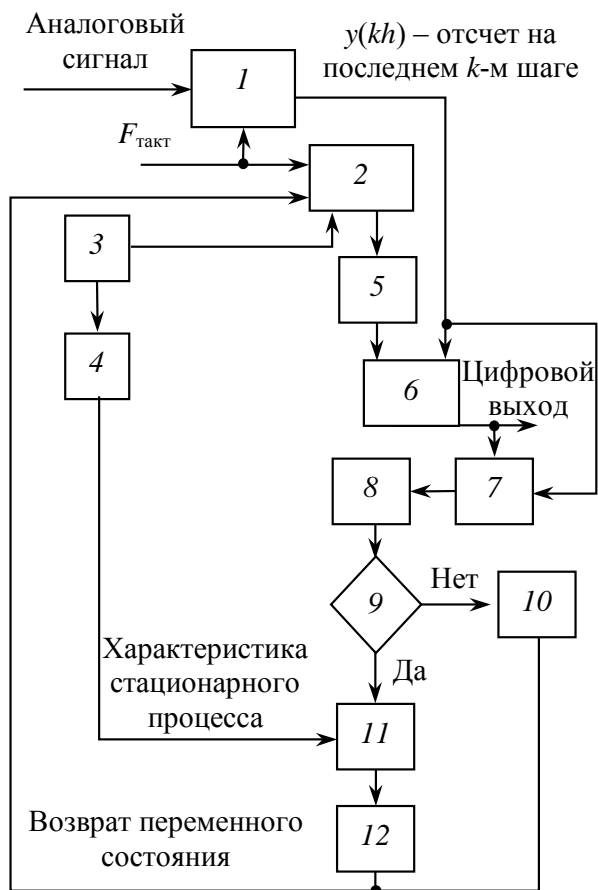 Аналоговый
сигнал
y(kh) – отсчет на
последнем k-м шаге
1
Fтакт
2
3
5
4
6
Цифровой
выход
8
7
9
Нет
10
Да
Характеристика
стационарного
процесса
11
Возврат переменного
состояния
12